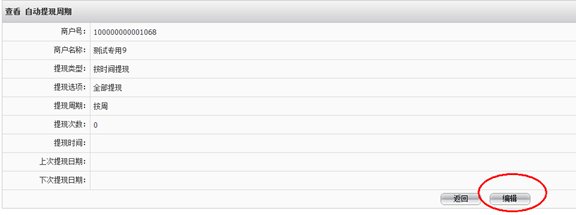 查看 自动提现周期
商户号: 100000000001068
商户名称: 测试专用9
提现类型: 按时间提现
提现选项: 全部提现
提现周期: 按周
提现次数: 0
提现时间:
上次提现日期:
下次提现日期:
返回 编辑